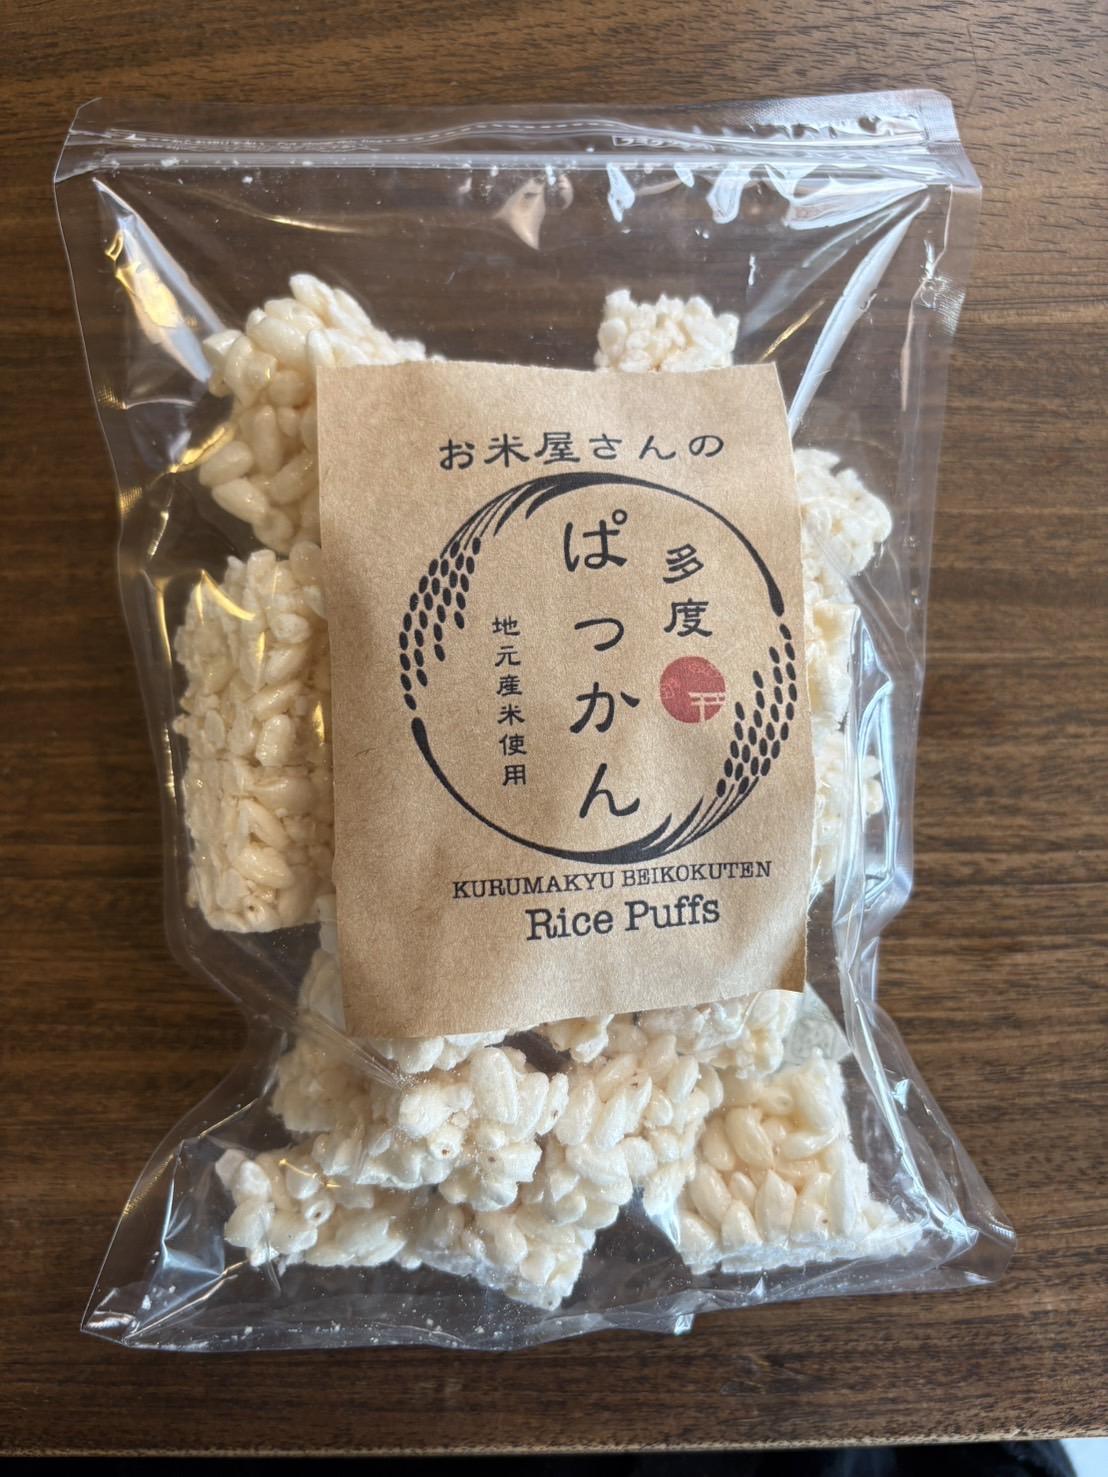 お米屋さんの
多度
ぱっかん
地元産米使用
KURUMAKYU BEIKOKUTEN
Rice Puffs